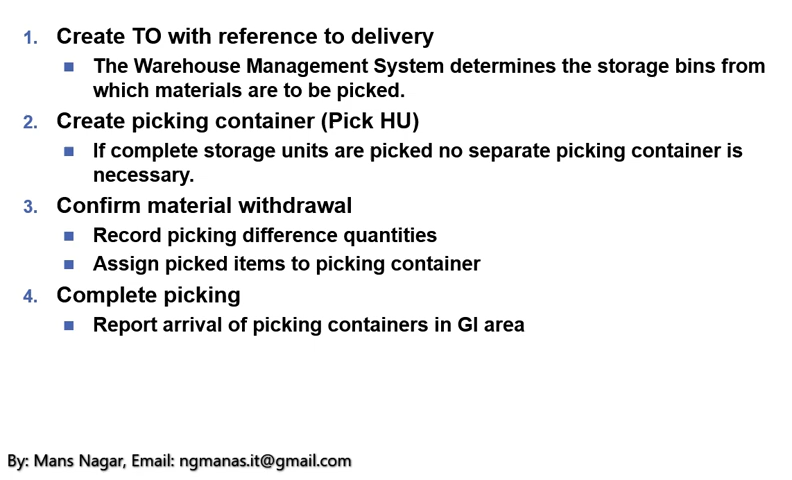 1. Create TO with reference to delivery
■ The Warehouse Management System determines the storage bins from
which materials are to be picked.
2. Create picking container (Pick HU)
■ If complete storage units are picked no separate picking container is
necessary.
3. Confirm material withdrawal
■ Record picking difference quantities
■ Assign picked items to picking container
4. Complete picking
■ Report arrival of picking containers in GI area
By: Mans Nagar, Email: ngmanas.it@gmail.com